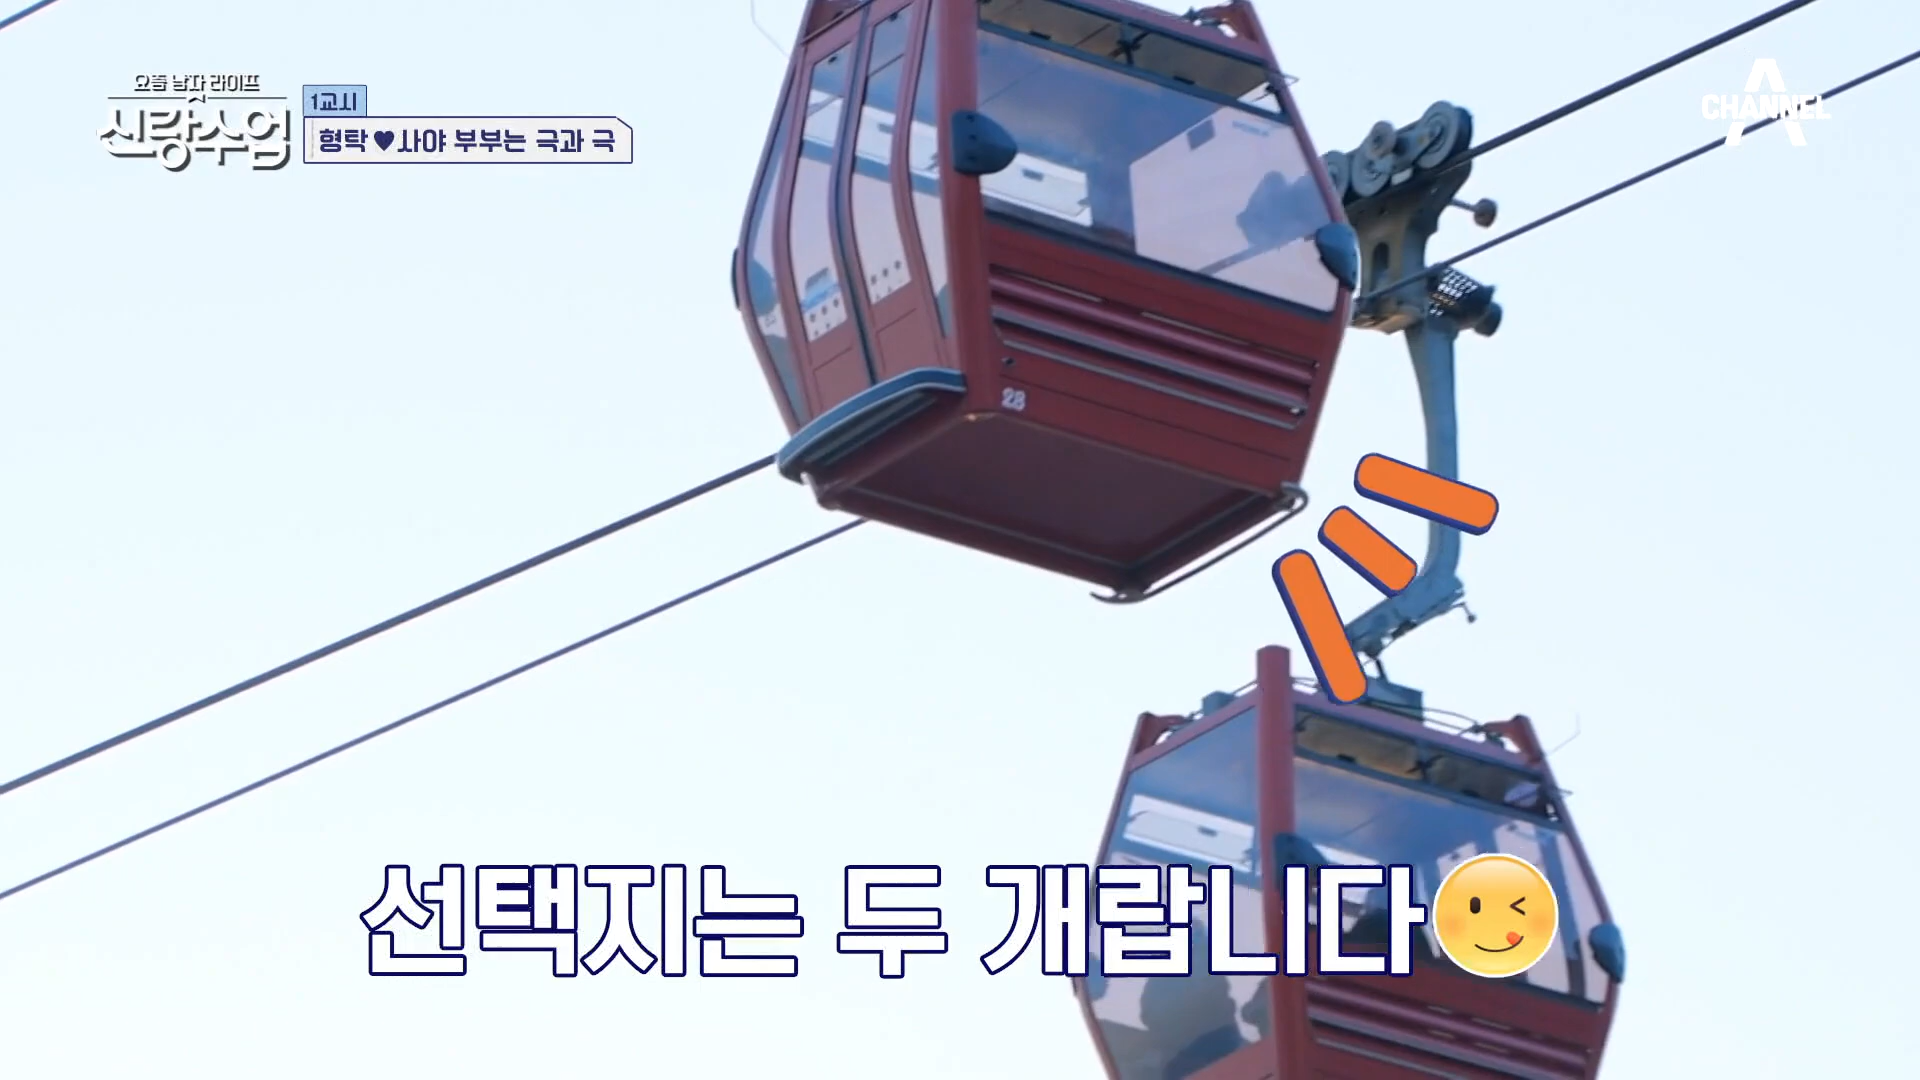 요즘 남자 라이프
신랑수업
1교시
형탁♥사야 부부는 극과 극
CHANNEL A
28
선택지는 두 개랍니다😋